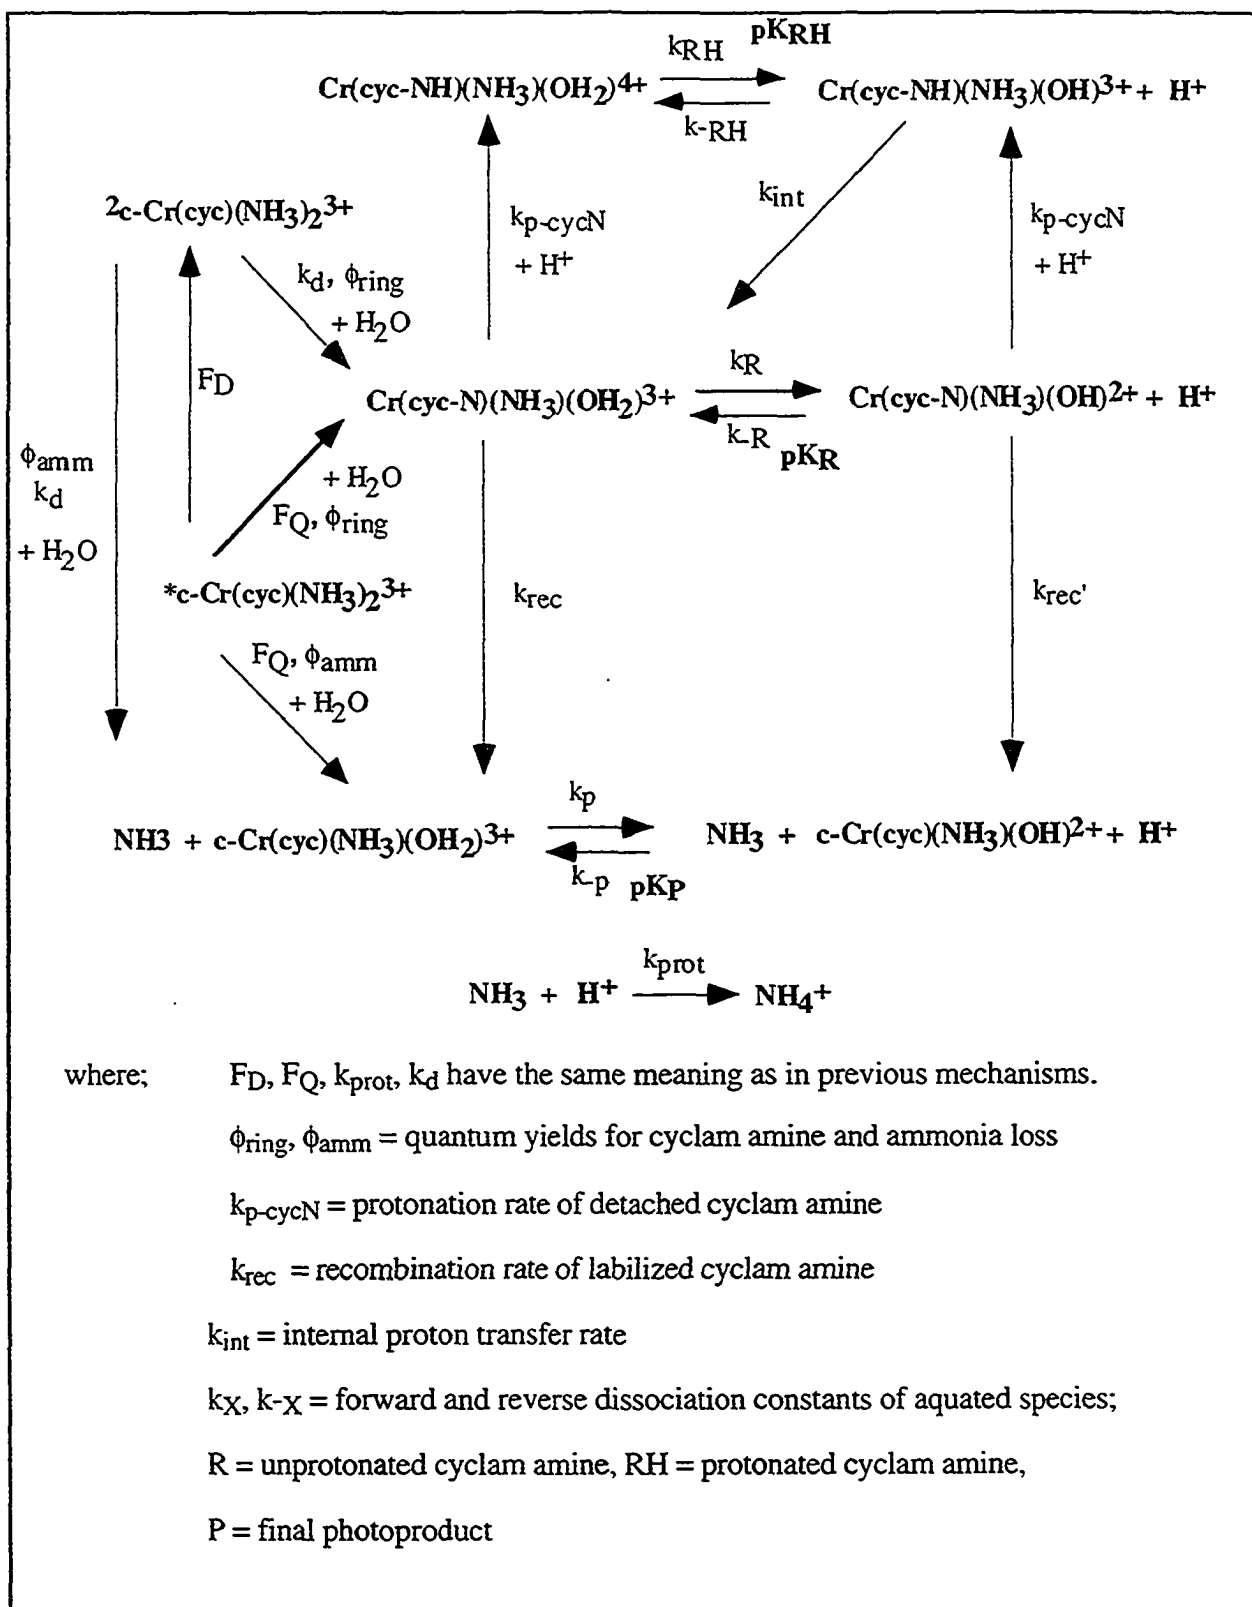 kRH pKRH
Cr(cyc-NH)(NH3)(OH2)4+ Cr(cyc-NH)(NH3)(OH)3+ + H+
k-RH
kint
2c-Cr(cyc)(NH3)23+
kp-cycN
+ H+
kp-cycN
+ H+
kd, ϕring
+ H2O
FD
kR
Cr(cyc-N)(NH3)(OH2)3+ Cr(cyc-N)(NH3)(OH)2+ + H+
k-R pKR
ϕamm
kd
+ H2O
+ H2O
FQ, ϕring
*c-Cr(cyc)(NH3)23+
krec
krec'
FQ, ϕamm
+ H2O
kp
NH3 + c-Cr(cyc)(NH3)(OH2)3+ NH3 + c-Cr(cyc)(NH3)(OH)2+ + H+
k-p pKP
kprot
NH3 + H+ NH4+
where; FD, FQ, kprot, kd have the same meaning as in previous mechanisms.
ϕring, ϕamm = quantum yields for cyclam amine and ammonia loss
kp-cycN = protonation rate of detached cyclam amine
krec = recombination rate of labilized cyclam amine
kint = internal proton transfer rate
kX, k-X = forward and reverse dissociation constants of aquated species;
R = unprotonated cyclam amine, RH = protonated cyclam amine,
P = final photoproduct